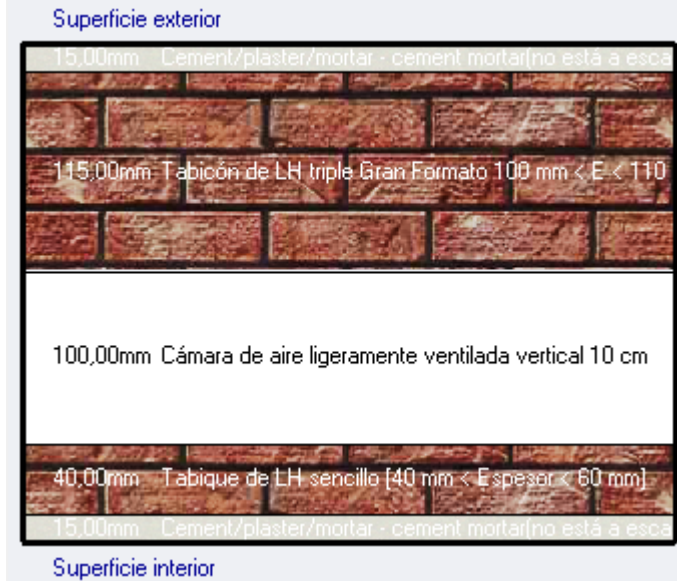 Superficie exterior
15,00mm Cement/plaster/mortar - cement mortar(no está a esca
115,00mm Tabicón de LH triple Gran Formato 100 mm < E < 110
100,00mm Cámara de aire ligeramente ventilada vertical 10 cm
40,00mm Tabique de LH sencillo [40 mm < Espesor < 60 mm]
15,00mm Cement/plaster/mortar - cement mortar(no está a esca
Superficie interior